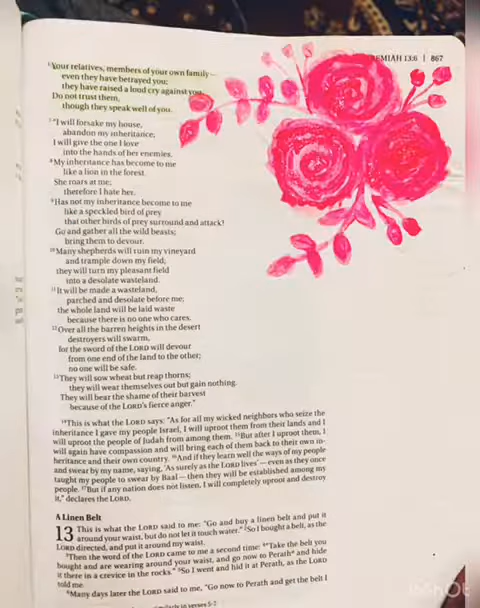 JEREMIAH 13:6 | 867
⁶Your relatives, members of your own family—
even they have betrayed you;
they have raised a loud cry against you.
Do not trust them,
though they speak well of you.
⁷"I will forsake my house,
abandon my inheritance;
I will give the one I love
into the hands of her enemies.
⁸My inheritance has become to me
like a lion in the forest.
She roars at me;
therefore I hate her.
⁹Has not my inheritance become to me
like a speckled bird of prey
that other birds of prey surround and attack?
Go and gather all the wild beasts;
bring them to devour.
¹⁰Many shepherds will ruin my vineyard
and trample down my field;
they will turn my pleasant field
into a desolate wasteland.
¹¹It will be made a wasteland,
parched and desolate before me;
the whole land will be laid waste
because there is no one who cares.
¹²Over all the barren heights in the desert
destroyers will swarm,
for the sword of the LORD will devour
from one end of the land to the other;
no one will be safe.
¹³They will sow wheat but reap thorns;
they will wear themselves out but gain nothing.
They will bear the shame of their harvest
because of the LORD's fierce anger."
¹⁴This is what the LORD says: "As for all my wicked neighbors who seize the
inheritance I gave my people Israel, I will uproot them from their lands and I
will uproot the people of Judah from among them. ¹⁵But after I uproot them, I
will again have compassion and will bring each of them back to their own in-
heritance and their own country. ¹⁶And if they learn well the ways of my people
and swear by my name, saying, 'As surely as the LORD lives'—even as they once
taught my people to swear by Baal—then they will be established among my
people. ¹⁷But if any nation does not listen, I will completely uproot and destroy
it," declares the LORD.
A Linen Belt
13 This is what the LORD said to me: "Go and buy a linen belt and put it
around your waist, but do not let it touch water." ²So I bought a belt, as the
LORD directed, and put it around my waist.
³Then the word of the LORD came to me a second time: ⁴"Take the belt you
bought and are wearing around your waist, and go now to Perath* and hide
it there in a crevice in the rocks." ⁵So I went and hid it at Perath, as the LORD
told me.
⁶Many days later the LORD said to me, "Go now to Perath and get the belt I
similarly in verses 5-7